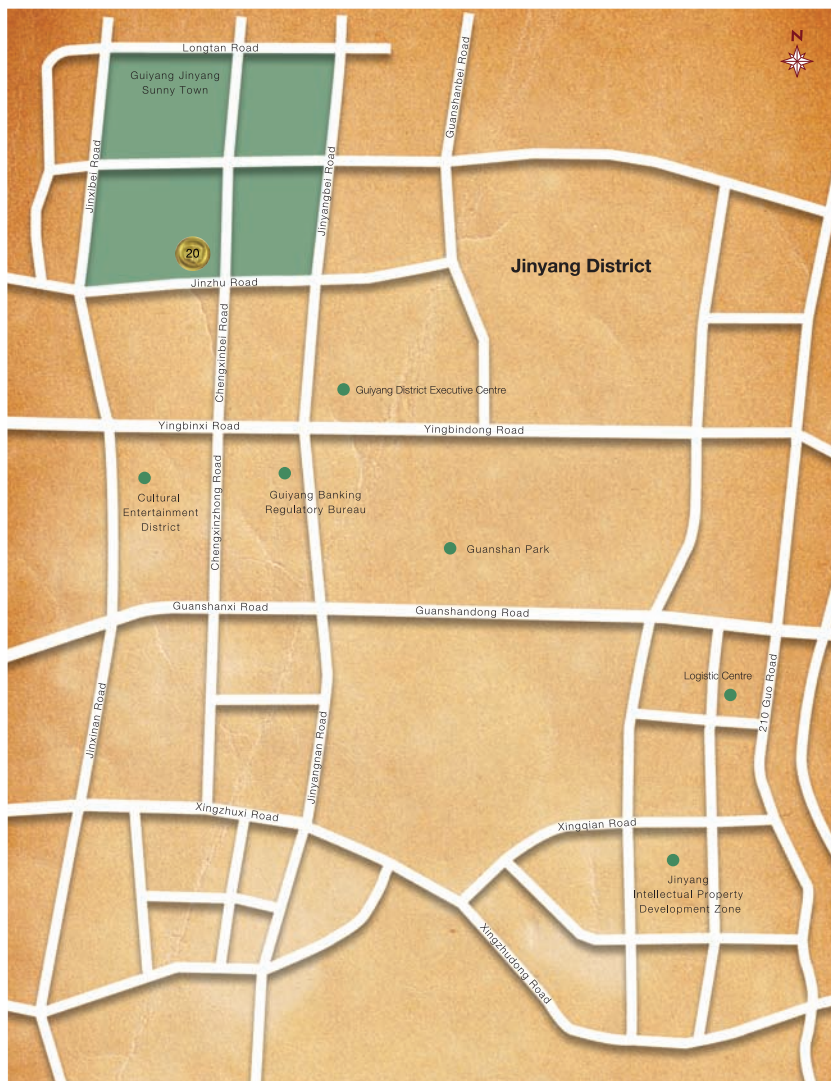 N
Longtan Road
Guiyang Jinyang
Sunny Town
Guanshanbei Road
Jinxibei Road
Jinyangbei Road
20
Jinzhu Road
Jinyang District
Chengxinbei Road
Guiyang District Executive Centre
Yingbinxi Road
Yingbindong Road
Cultural
Entertainment
District
Chengxinzhong Road
Guiyang Banking
Regulatory Bureau
Guanshan Park
Guanshanxi Road
Guanshandong Road
Logistic Centre
210 Guo Road
Jinxinan Road
Jinyangnan Road
Xingzhuxi Road
Xingqian Road
Jinyang
Intellectual Property
Development Zone
Xingzhudong Road